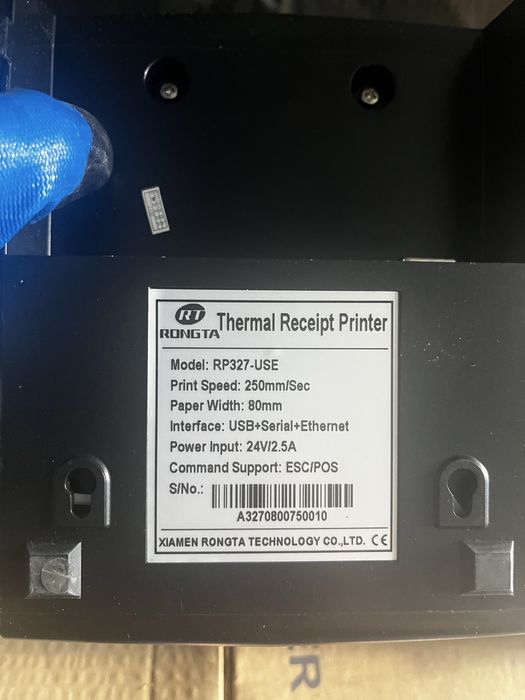 RT
RONGTA
Thermal Receipt Printer
Model: RP327-USE
Print Speed: 250mm/Sec
Paper Width: 80mm
Interface: USB+Serial+Ethernet
Power Input: 24V/2.5A
Command Support: ESC/POS
S/No.:
A3270800750010
XIAMEN RONGTA TECHNOLOGY CO.,LTD. CE
R